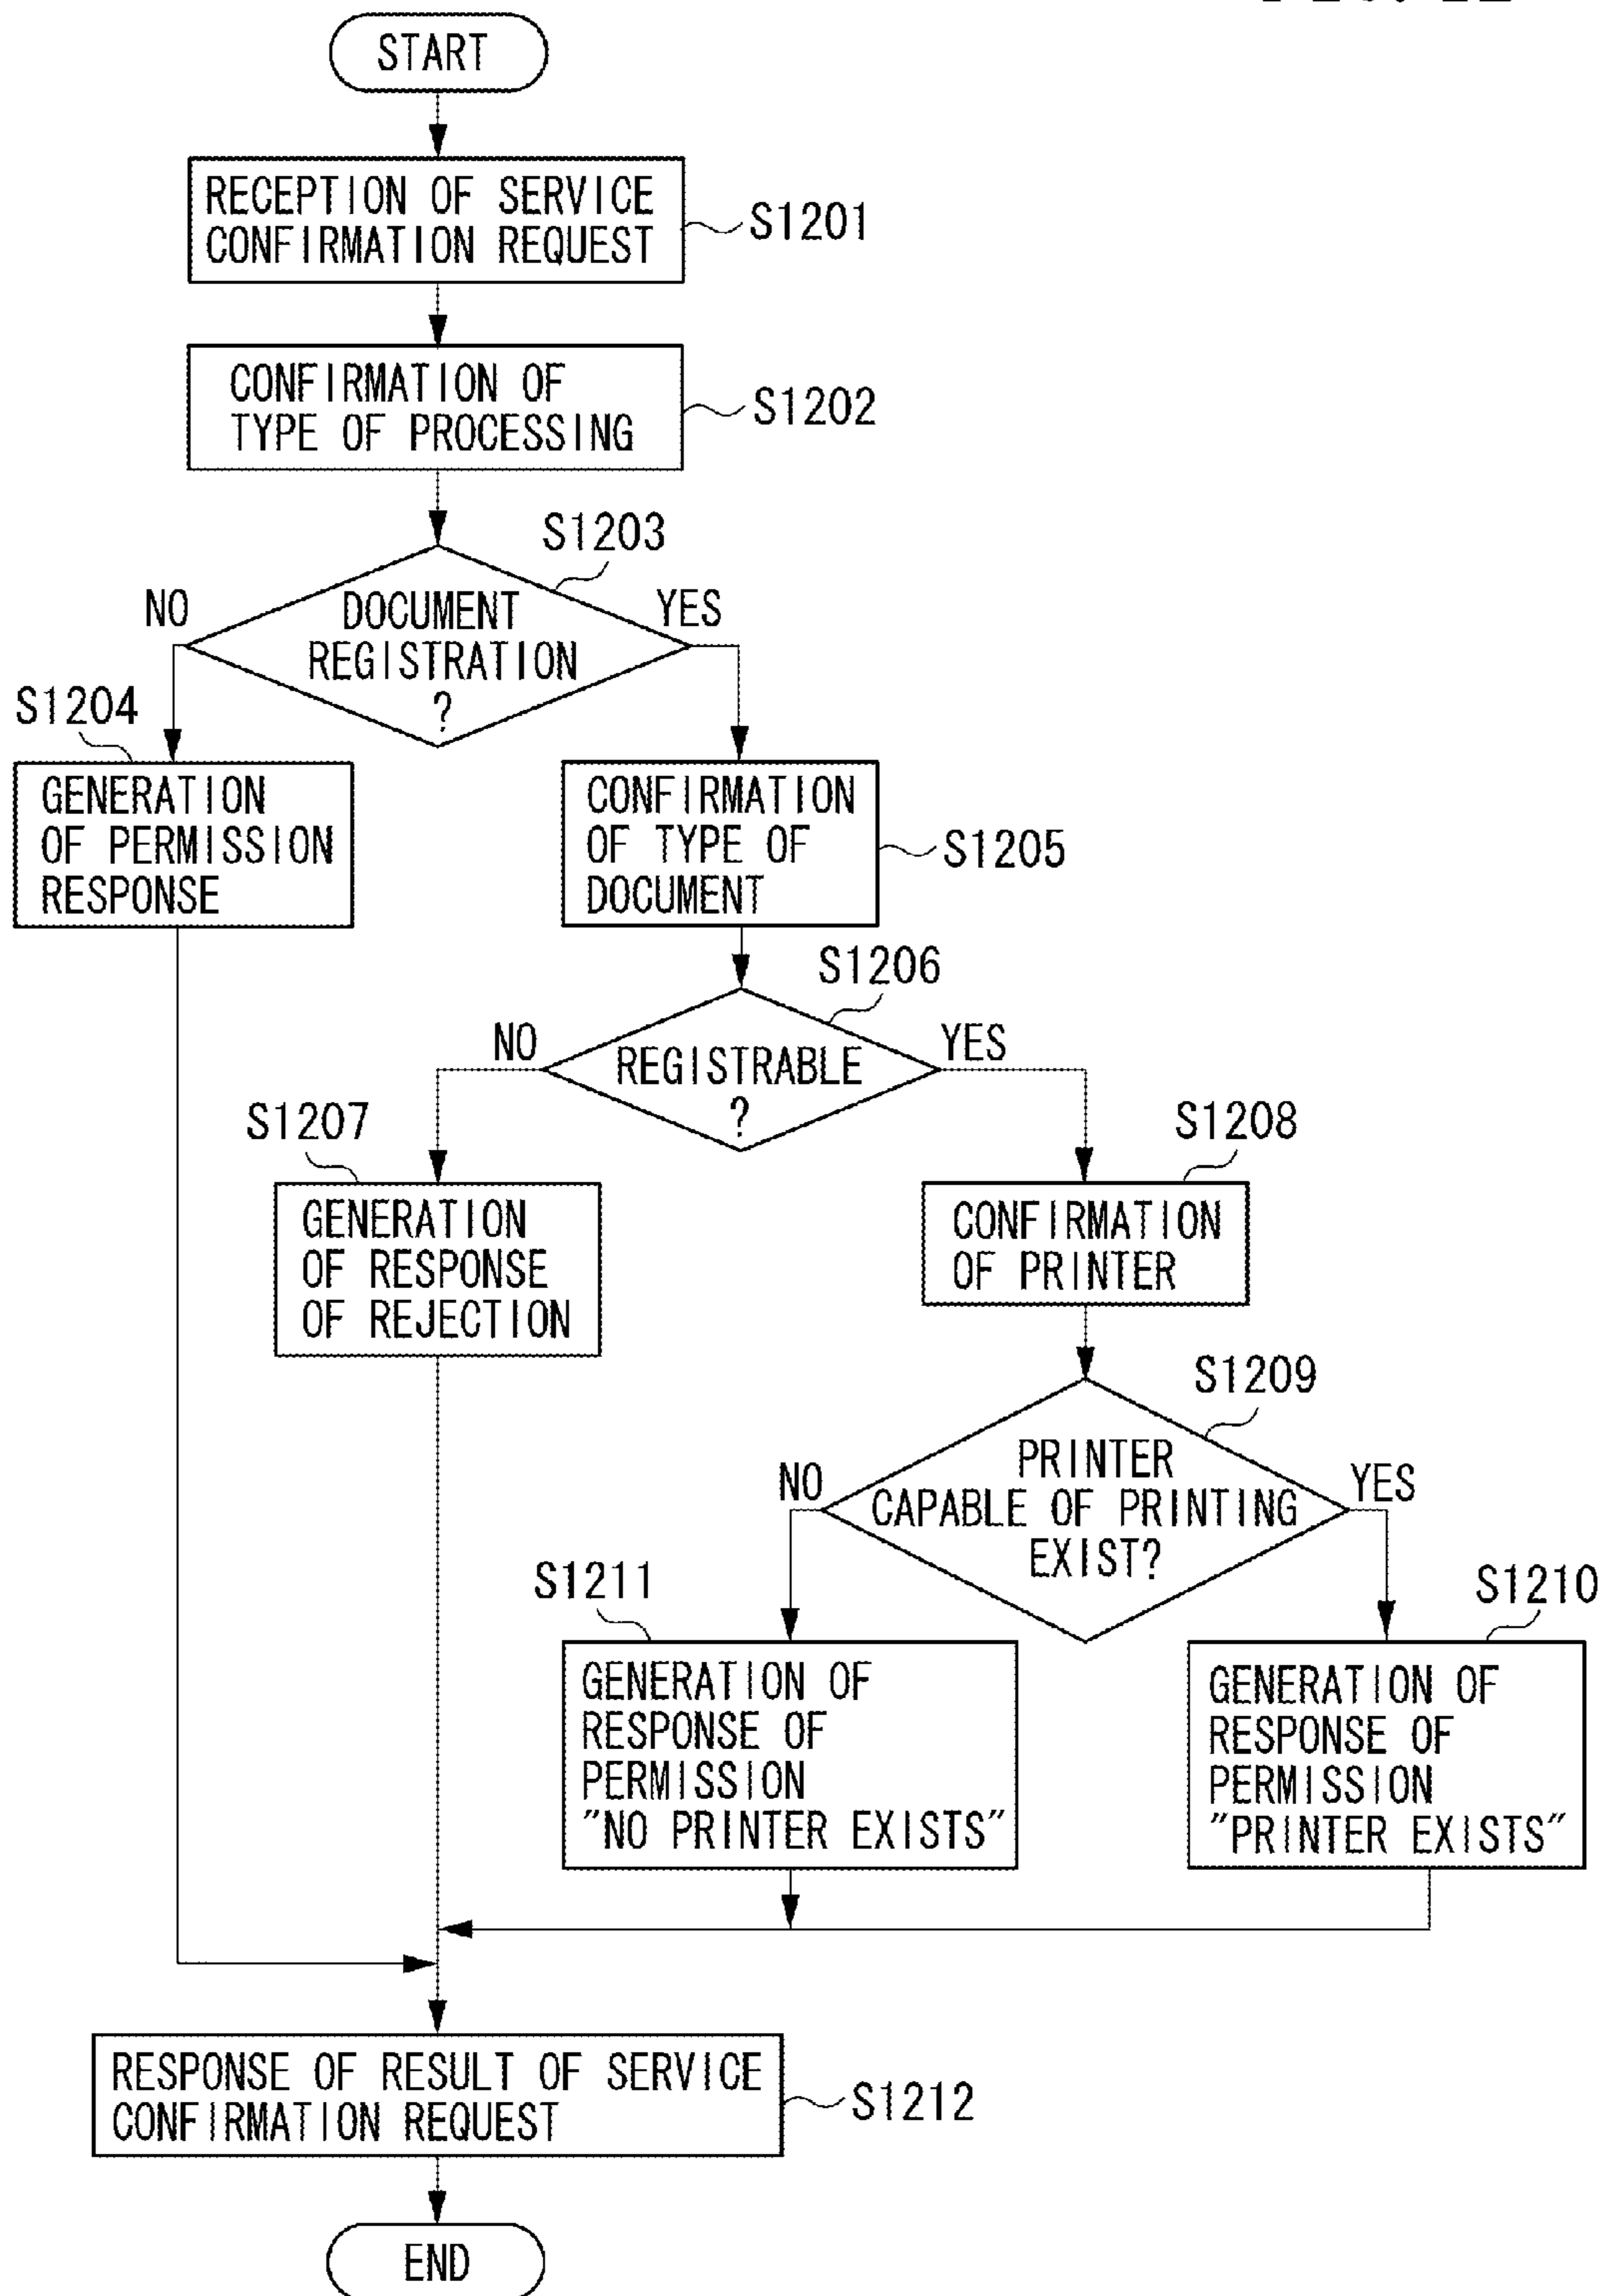 START
RECEPTION OF SERVICE
CONFIRMATION REQUEST
S1201
CONFIRMATION OF
TYPE OF PROCESSING
S1202
S1203
NO
DOCUMENT
REGISTRATION
?
YES
S1204
GENERATION
OF PERMISSION
RESPONSE
CONFIRMATION
OF TYPE OF
DOCUMENT
S1205
S1206
NO
REGISTRABLE
?
YES
S1207
GENERATION
OF RESPONSE
OF REJECTION
S1208
CONFIRMATION
OF PRINTER
S1209
NO
PRINTER
CAPABLE OF PRINTING
EXIST?
YES
S1211
GENERATION OF
RESPONSE OF
PERMISSION
"NO PRINTER EXISTS"
S1210
GENERATION OF
RESPONSE OF
PERMISSION
"PRINTER EXISTS"
RESPONSE OF RESULT OF SERVICE
CONFIRMATION REQUEST
S1212
END